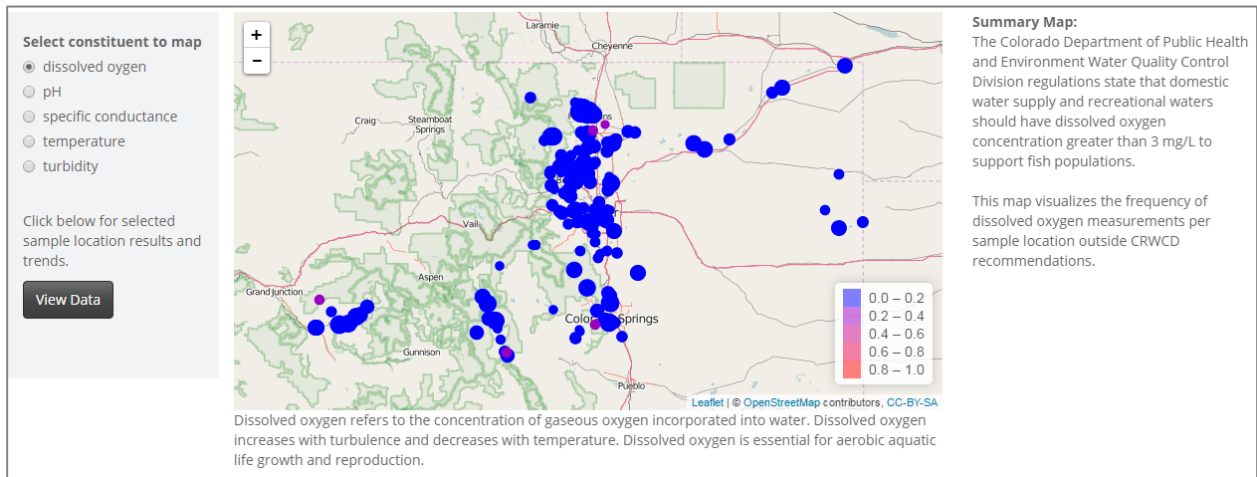 Select constituent to map
dissolved oygen
pH
specific conductance
temperature
turbidity
Click below for selected
sample location results and
trends.
View Data
+
−
Laramie
Cheyenne
Craig
Steamboat
Springs
Vail
Aspen
Grand Junction
Gunnison
Springs
Pueblo
0.0 – 0.2
0.2 – 0.4
0.4 – 0.6
0.6 – 0.8
0.8 – 1.0
Leaflet | © OpenStreetMap contributors, CC-BY-SA
Dissolved oxygen refers to the concentration of gaseous oxygen incorporated into water. Dissolved oxygen
increases with turbulence and decreases with temperature. Dissolved oxygen is essential for aerobic aquatic
life growth and reproduction.
Summary Map:
The Colorado Department of Public Health
and Environment Water Quality Control
Division regulations state that domestic
water supply and recreational waters
should have dissolved oxygen
concentration greater than 3 mg/L to
support fish populations.
This map visualizes the frequency of
dissolved oxygen measurements per
sample location outside CRWCD
recommendations.